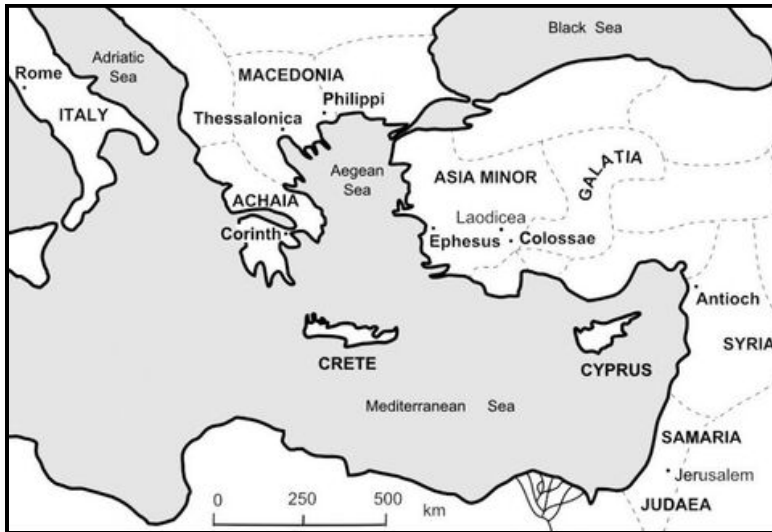 Black Sea
Adriatic
Sea
Rome
MACEDONIA
ITALY
Philippi
Thessalonica
Aegean
Sea
ASIA MINOR
GALATIA
ACHAIA
Laodicea
Corinth
Ephesus
Colossae
Antioch
SYRIA
CRETE
CYPRUS
Mediterranean Sea
SAMARIA
Jerusalem
JUDAEA
0 250 500
km